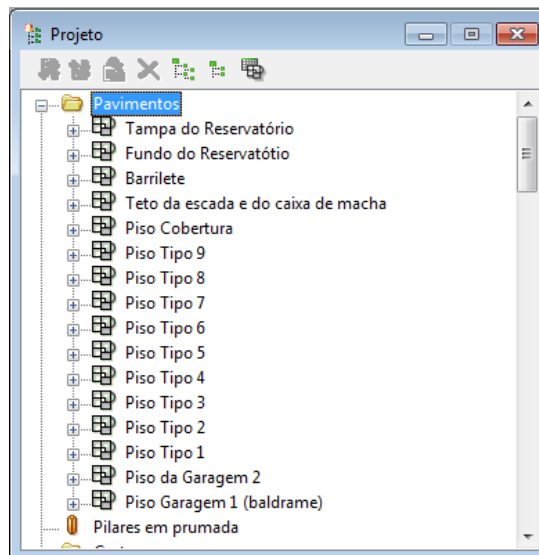 Projeto
Pavimentos
Tampa do Reservatório
Fundo do Reservatótio
Barrilete
Teto da escada e do caixa de macha
Piso Cobertura
Piso Tipo 9
Piso Tipo 8
Piso Tipo 7
Piso Tipo 6
Piso Tipo 5
Piso Tipo 4
Piso Tipo 3
Piso Tipo 2
Piso Tipo 1
Piso da Garagem 2
Piso Garagem 1 (baldrame)
Pilares em prumada